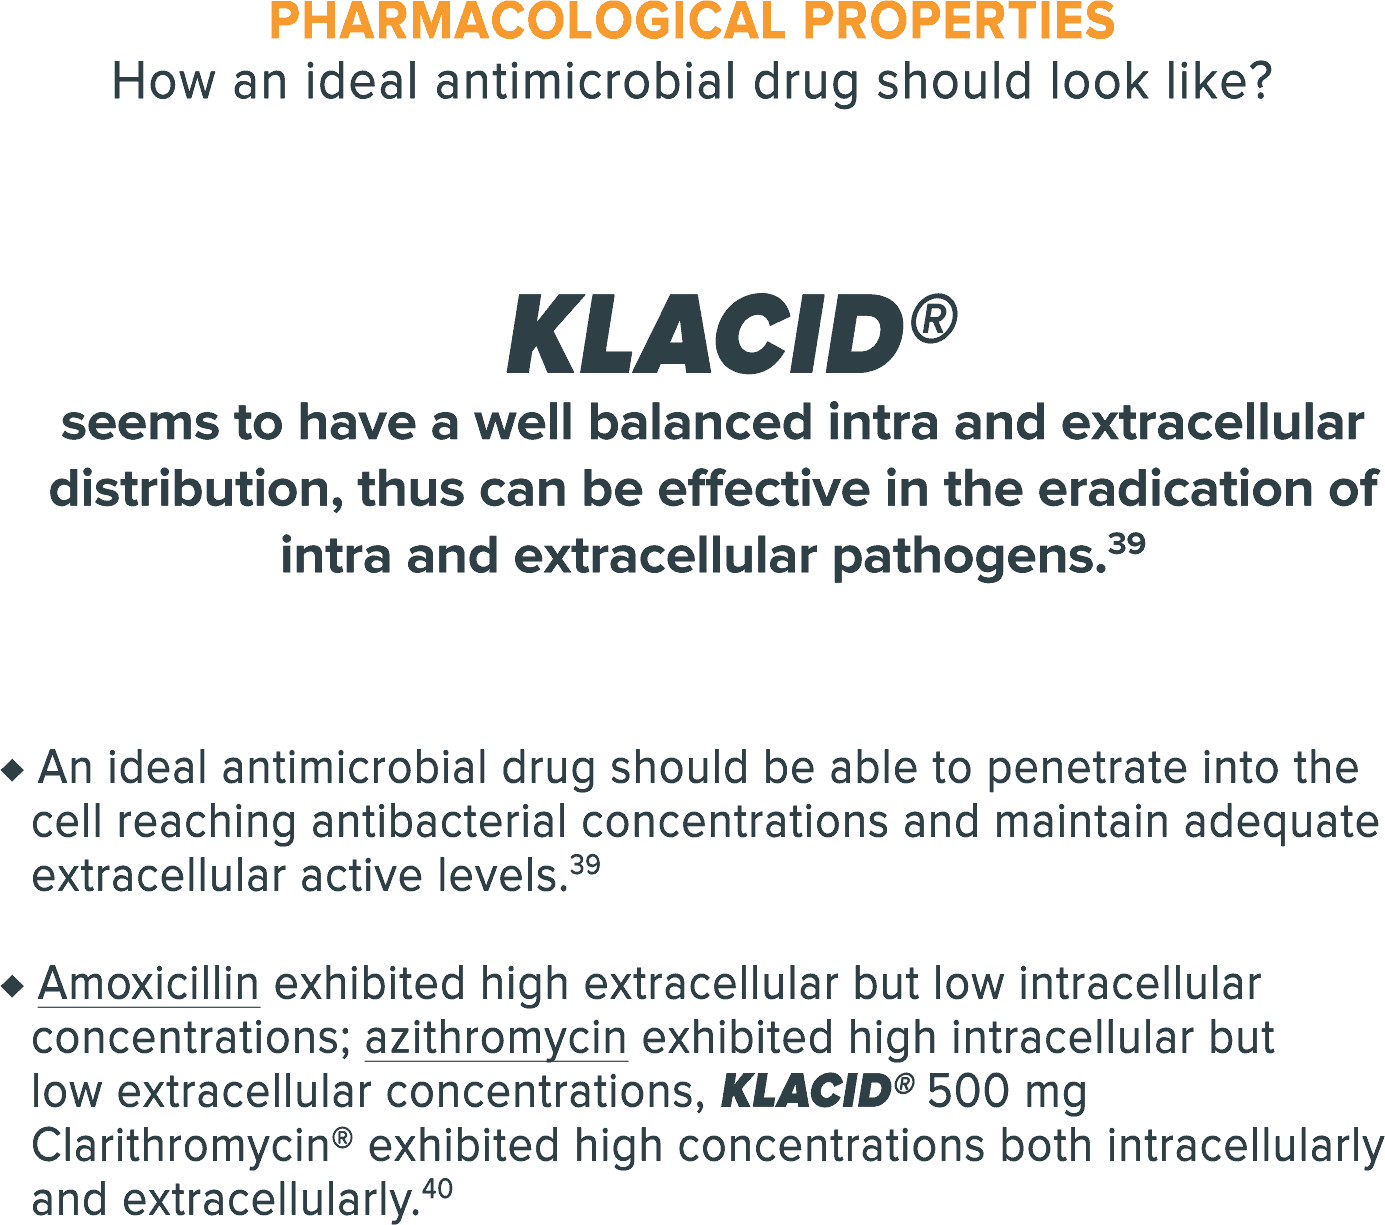 PHARMACOLOGICAL PROPERTIES
How an ideal antimicrobial drug should look like?
KLACID®
seems to have a well balanced intra and extracellular
distribution, thus can be effective in the eradication of
intra and extracellular pathogens.³⁹
◆ An ideal antimicrobial drug should be able to penetrate into the
cell reaching antibacterial concentrations and maintain adequate
extracellular active levels.³⁹
◆ Amoxicillin exhibited high extracellular but low intracellular
concentrations; azithromycin exhibited high intracellular but
low extracellular concentrations, KLACID® 500 mg
Clarithromycin® exhibited high concentrations both intracellularly
and extracellularly.⁴⁰